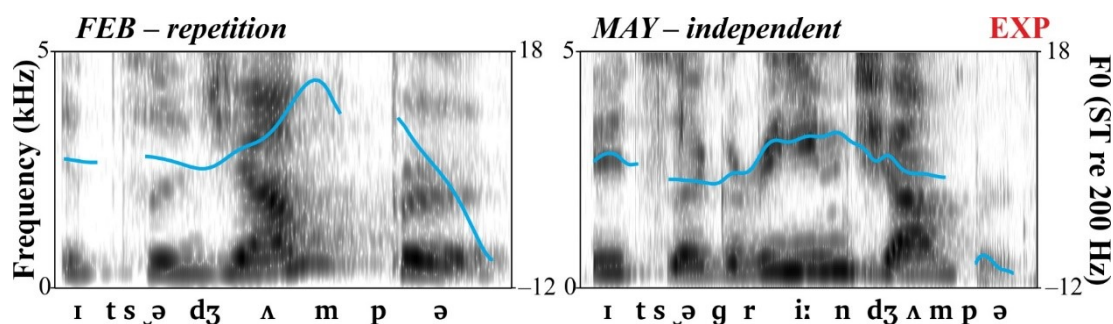 FEB – repetition
MAY – independent
EXP
5
18
5
18
Frequency (kHz)
F0 (ST re 200 Hz)
0
–12
0
–12
ɪ t s ̬ə dʒ ʌ m p ə
ɪ t s ̬ə ɡ r iː n dʒ ʌ m p ə